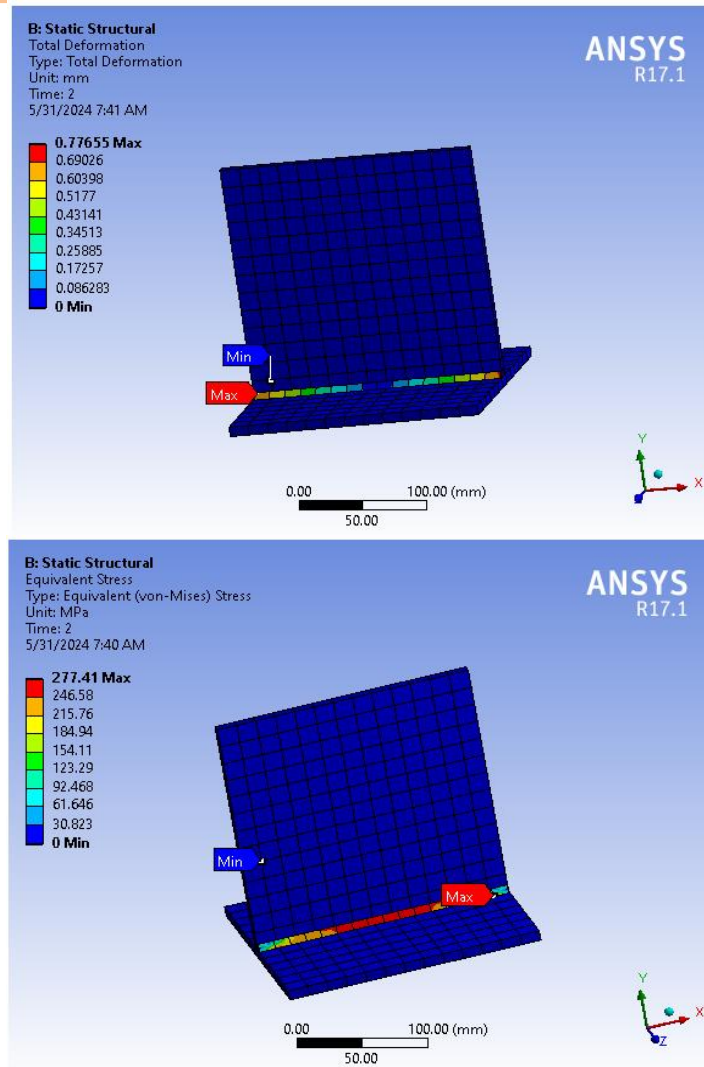 B: Static Structural
Total Deformation
Type: Total Deformation
Unit: mm
Time: 2
5/31/2024 7:41 AM
ANSYS
R17.1
0.77655 Max
0.69026
0.60398
0.5177
0.43141
0.34513
0.25885
0.17257
0.086283
0 Min
Min
Max
0.00
100.00 (mm)
50.00
Y
X
B: Static Structural
Equivalent Stress
Type: Equivalent (von-Mises) Stress
Unit: MPa
Time: 2
5/31/2024 7:40 AM
ANSYS
R17.1
277.41 Max
246.58
215.76
184.94
154.11
123.29
92.468
61.646
30.823
0 Min
Min
Max
0.00
100.00 (mm)
50.00
Y
X
Z